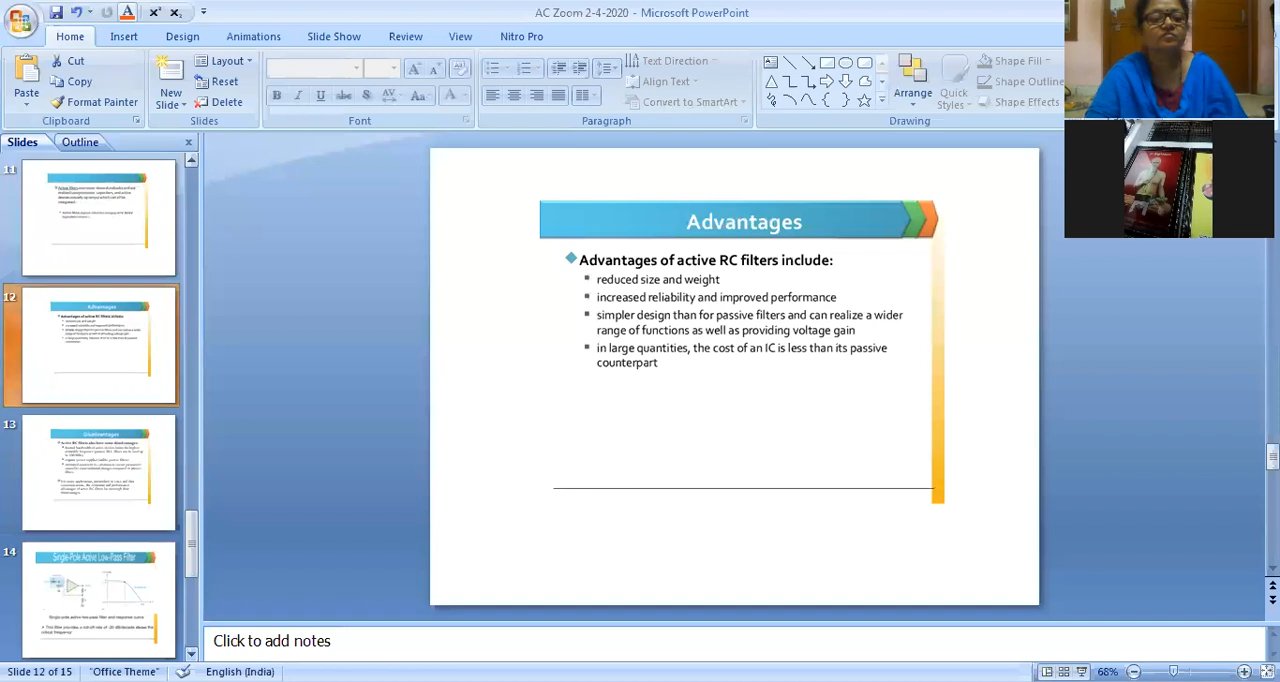 AC Zoom 2-4-2020 - Microsoft PowerPoint
Home Insert Design Animations Slide Show Review View Nitro Pro
Paste
Cut
Copy
Format Painter
Clipboard
New Slide
Layout
Reset
Delete
Slides
Font
Text Direction
Align Text
Convert to SmartArt
Paragraph
Arrange
Quick Styles
Shape Fill
Shape Outline
Shape Effects
Drawing
Slides Outline
11
12
13
14
Single-Pole Active Low-Pass Filter
Advantages
Advantages of active RC filters include:
reduced size and weight
increased reliability and improved performance
simpler design than for passive filters and can realize a wider
range of functions as well as providing voltage gain
in large quantities, the cost of an IC is less than its passive
counterpart
Click to add notes
Slide 12 of 15 "Office Theme" English (India) 68%